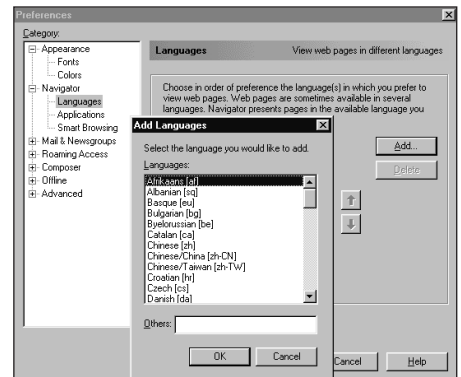 Preferences
Category:
Appearance
Fonts
Colors
Navigator
Languages
Applications
Smart Browsing
Mail & Newsgroups
Roaming Access
Composer
Offline
Advanced
Languages View web pages in different languages
Choose in order of preference the language(s) in which you prefer to
view web pages. Web pages are sometimes available in several
languages. Navigator presents pages in the available language you
Add...
Delete
Add Languages
Select the language you would like to add.
Languages:
Afrikaans [af]
Albanian [sq]
Basque [eu]
Bulgarian [bg]
Byelorussian [be]
Catalan [ca]
Chinese [zh]
Chinese/China [zh-CN]
Chinese/Taiwan [zh-TW]
Croatian [hr]
Czech [cs]
Danish [da]
Others:
OK Cancel
Cancel Help